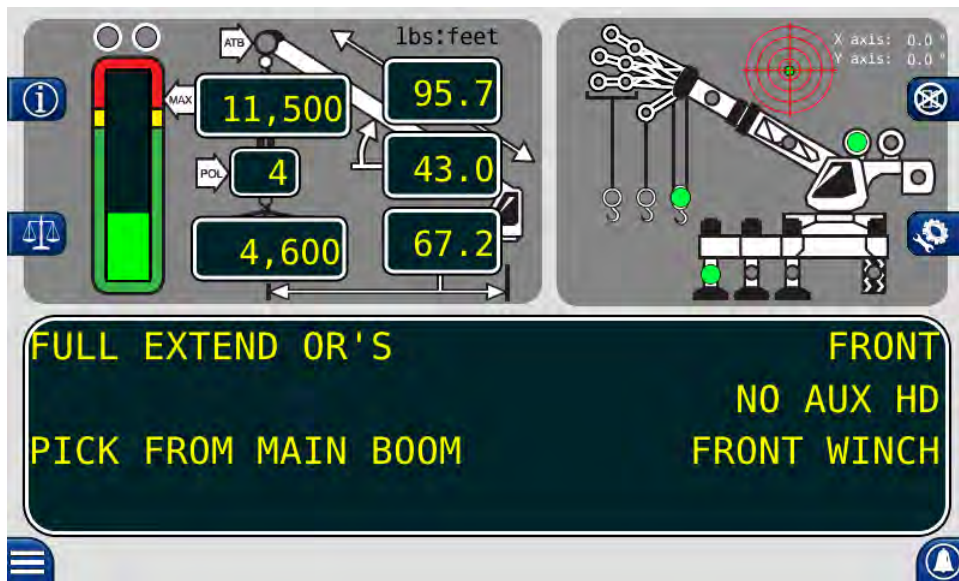 lbs:feet
ATB
MAX
11,500
95.7
POL
4
43.0
4,600
67.2
X axis: 0.0 °
Y axis: 0.0 °
FULL EXTEND OR'S
FRONT
NO AUX HD
PICK FROM MAIN BOOM
FRONT WINCH